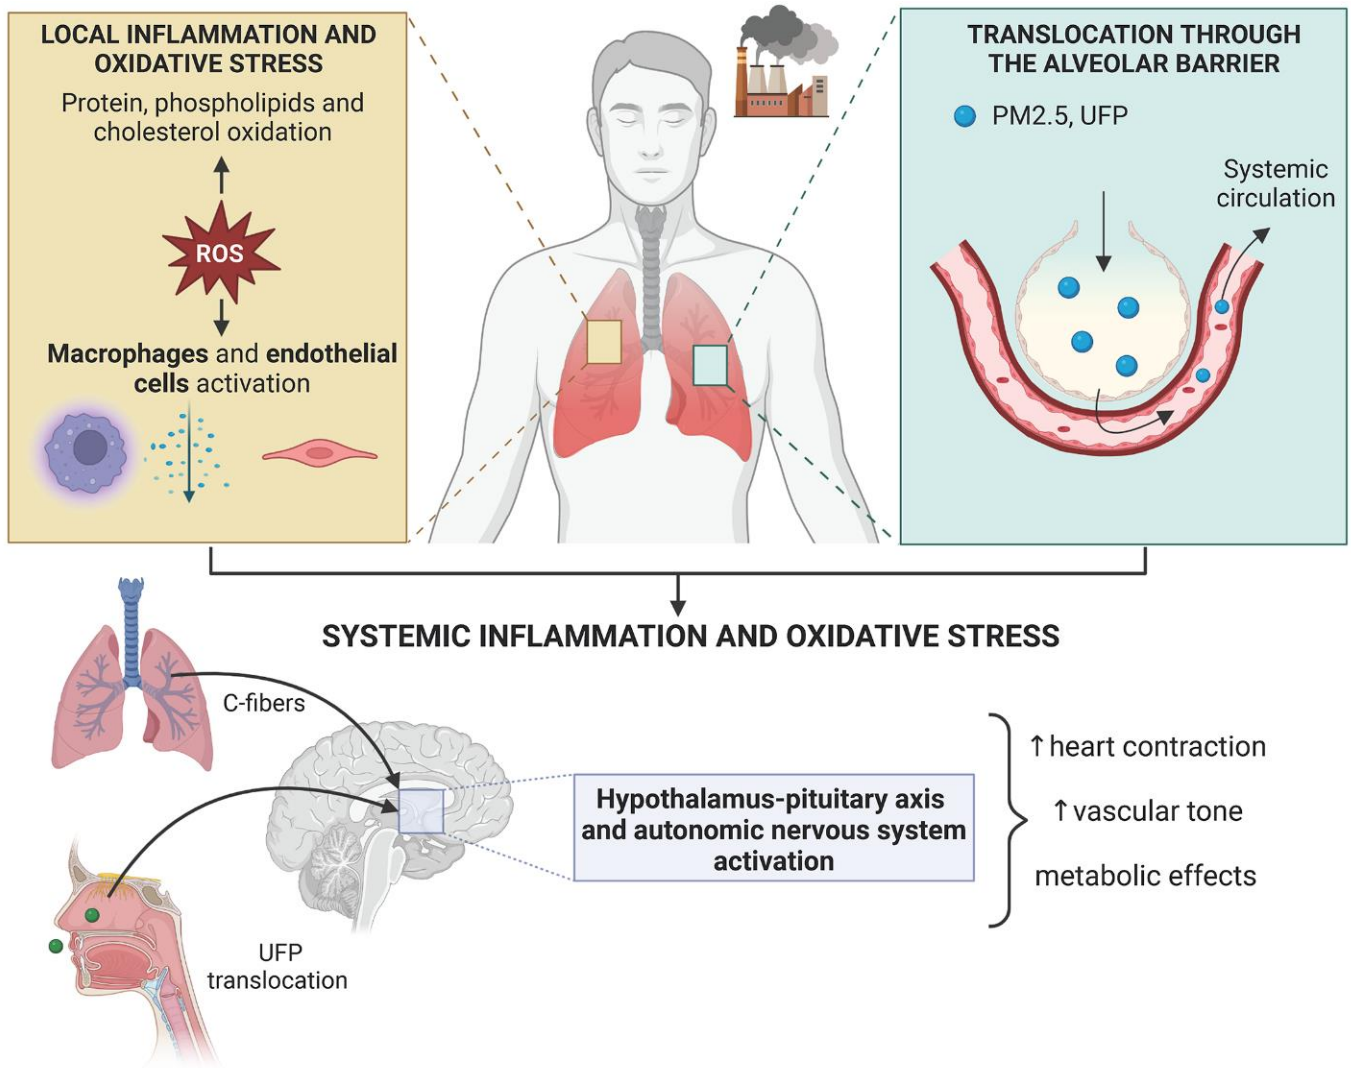 LOCAL INFLAMMATION AND
OXIDATIVE STRESS
Protein, phospholipids and
cholesterol oxidation
ROS
Macrophages and endothelial
cells activation
TRANSLOCATION THROUGH
THE ALVEOLAR BARRIER
PM2.5, UFP
Systemic
circulation
SYSTEMIC INFLAMMATION AND OXIDATIVE STRESS
C-fibers
UFP
translocation
Hypothalamus-pituitary axis
and autonomic nervous system
activation
↑heart contraction
↑vascular tone
metabolic effects